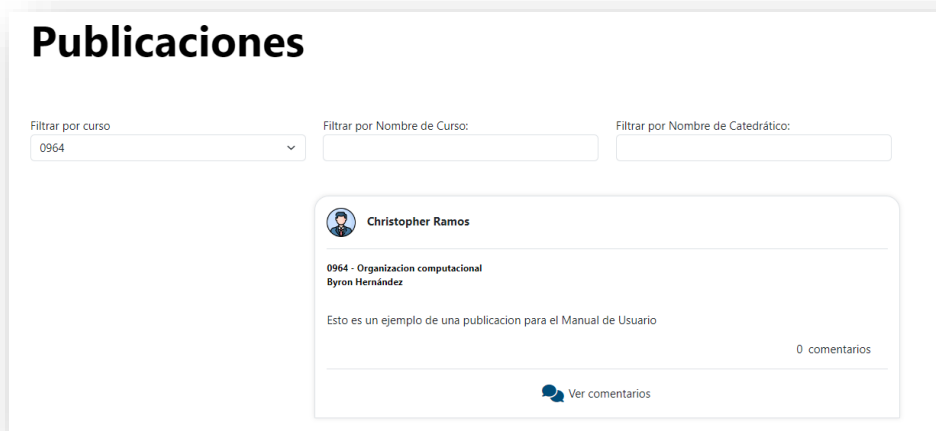 Publicaciones
Filtrar por curso
0964
Filtrar por Nombre de Curso:
Filtrar por Nombre de Catedrático:
Christopher Ramos
0964 - Organizacion computacional
Byron Hernández
Esto es un ejemplo de una publicacion para el Manual de Usuario
0 comentarios
Ver comentarios